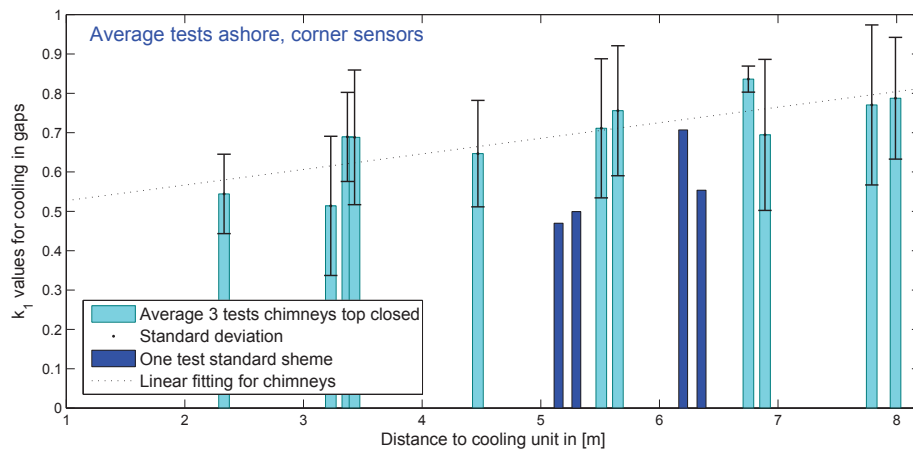 Average tests ashore, corner sensors
k1 values for cooling in gaps
1
0.9
0.8
0.7
0.6
0.5
0.4
0.3
0.2
0.1
0
Average 3 tests chimneys top closed
Standard deviation
One test standard sheme
Linear fitting for chimneys
1 2 3 4 5 6 7 8
Distance to cooling unit in [m]